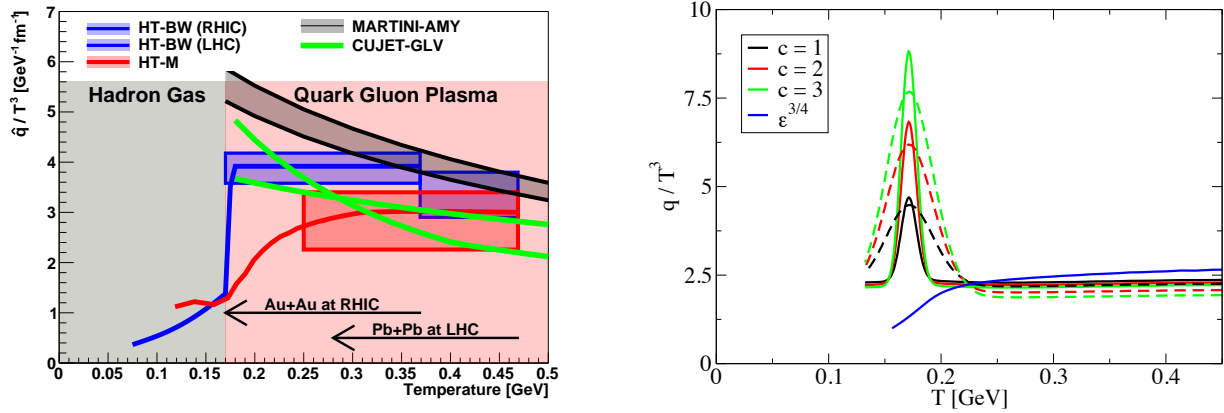 7
6
5
4
3
2
1
0
q̂ / T³ [GeV⁻¹fm⁻¹]
HT-BW (RHIC)
HT-BW (LHC)
HT-M
MARTINI-AMY
CUJET-GLV
Hadron Gas
Quark Gluon Plasma
Au+Au at RHIC
Pb+Pb at LHC
0 0.05 0.1 0.15 0.2 0.25 0.3 0.35 0.4 0.45 0.5
Temperature [GeV]
10
7.5
5
2.5
0
q / T³
c = 1
c = 2
c = 3
ε³ᐟ⁴
0 0.1 0.2 0.3 0.4
T [GeV]